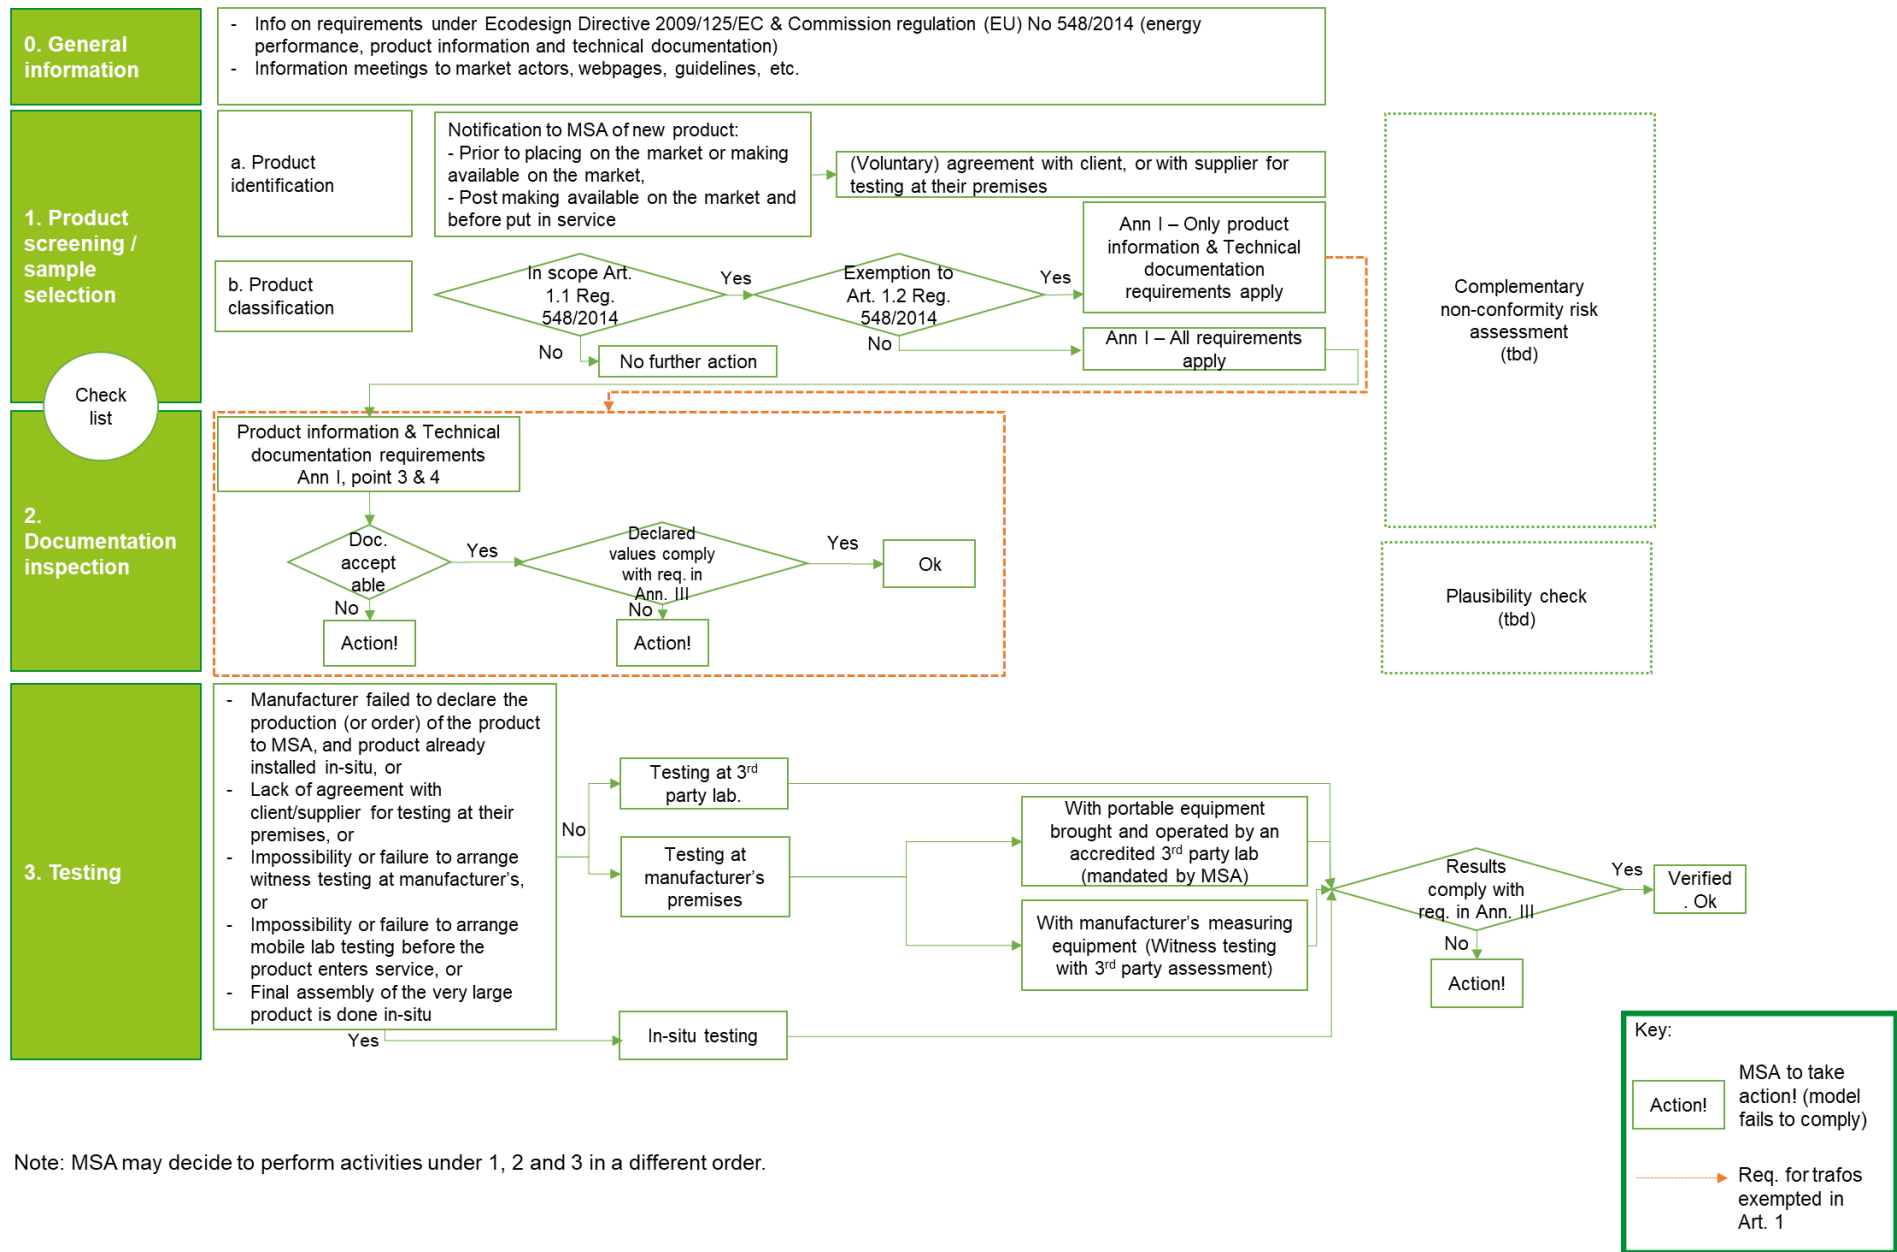 0. General
information
- Info on requirements under Ecodesign Directive 2009/125/EC & Commission regulation (EU) No 548/2014 (energy
performance, product information and technical documentation)
- Information meetings to market actors, webpages, guidelines, etc.
1. Product
screening /
sample
selection
a. Product
identification
Notification to MSA of new product:
- Prior to placing on the market or making
available on the market,
- Post making available on the market and
before put in service
(Voluntary) agreement with client, or with supplier for
testing at their premises
b. Product
classification
In scope Art.
1.1 Reg.
548/2014
Yes
No
No further action
Exemption to
Art. 1.2 Reg.
548/2014
Yes
No
Ann I – Only product
information & Technical
documentation
requirements apply
Ann I – All requirements
apply
Complementary
non-conformity risk
assessment
(tbd)
Check
list
2.
Documentation
inspection
Product information & Technical
documentation requirements
Ann I, point 3 & 4
Doc.
accept
able
Yes
No
Action!
Declared
values comply
with req. in
Ann. III
Yes
No
Action!
Ok
Plausibility check
(tbd)
3. Testing
- Manufacturer failed to declare the
production (or order) of the product
to MSA, and product already
installed in-situ, or
- Lack of agreement with
client/supplier for testing at their
premises, or
- Impossibility or failure to arrange
witness testing at manufacturer's,
or
- Impossibility or failure to arrange
mobile lab testing before the
product enters service, or
- Final assembly of the very large
product is done in-situ
No
Yes
Testing at 3rd
party lab.
Testing at
manufacturer's
premises
In-situ testing
With portable equipment
brought and operated by an
accredited 3rd party lab
(mandated by MSA)
With manufacturer's measuring
equipment (Witness testing
with 3rd party assessment)
Results
comply with
req. in Ann. III
Yes
No
Verified
. Ok
Action!
Key:
Action!
MSA to take
action! (model
fails to comply)
Req. for trafos
exempted in
Art. 1
Note: MSA may decide to perform activities under 1, 2 and 3 in a different order.